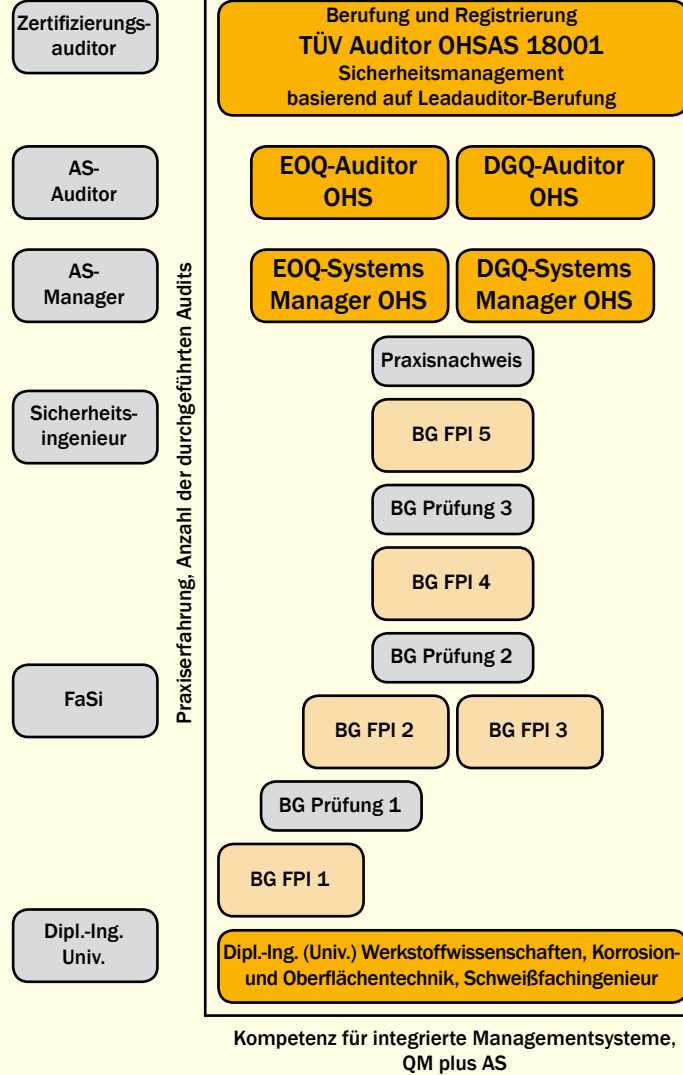 Zertifizierungs-
auditor
Berufung und Registrierung
TÜV Auditor OHSAS 18001
Sicherheitsmanagement
basierend auf Leadauditor-Berufung
AS-
Auditor
EOQ-Auditor
OHS
DGQ-Auditor
OHS
AS-
Manager
EOQ-Systems
Manager OHS
DGQ-Systems
Manager OHS
Praxiserfahrung, Anzahl der durchgeführten Audits
Praxisnachweis
Sicherheits-
ingenieur
BG FPI 5
BG Prüfung 3
BG FPI 4
BG Prüfung 2
FaSi
BG FPI 2
BG FPI 3
BG Prüfung 1
BG FPI 1
Dipl.-Ing.
Univ.
Dipl.-Ing. (Univ.) Werkstoffwissenschaften, Korrosion-
und Oberflächentechnik, Schweißfachingenieur
Kompetenz für integrierte Managementsysteme,
QM plus AS